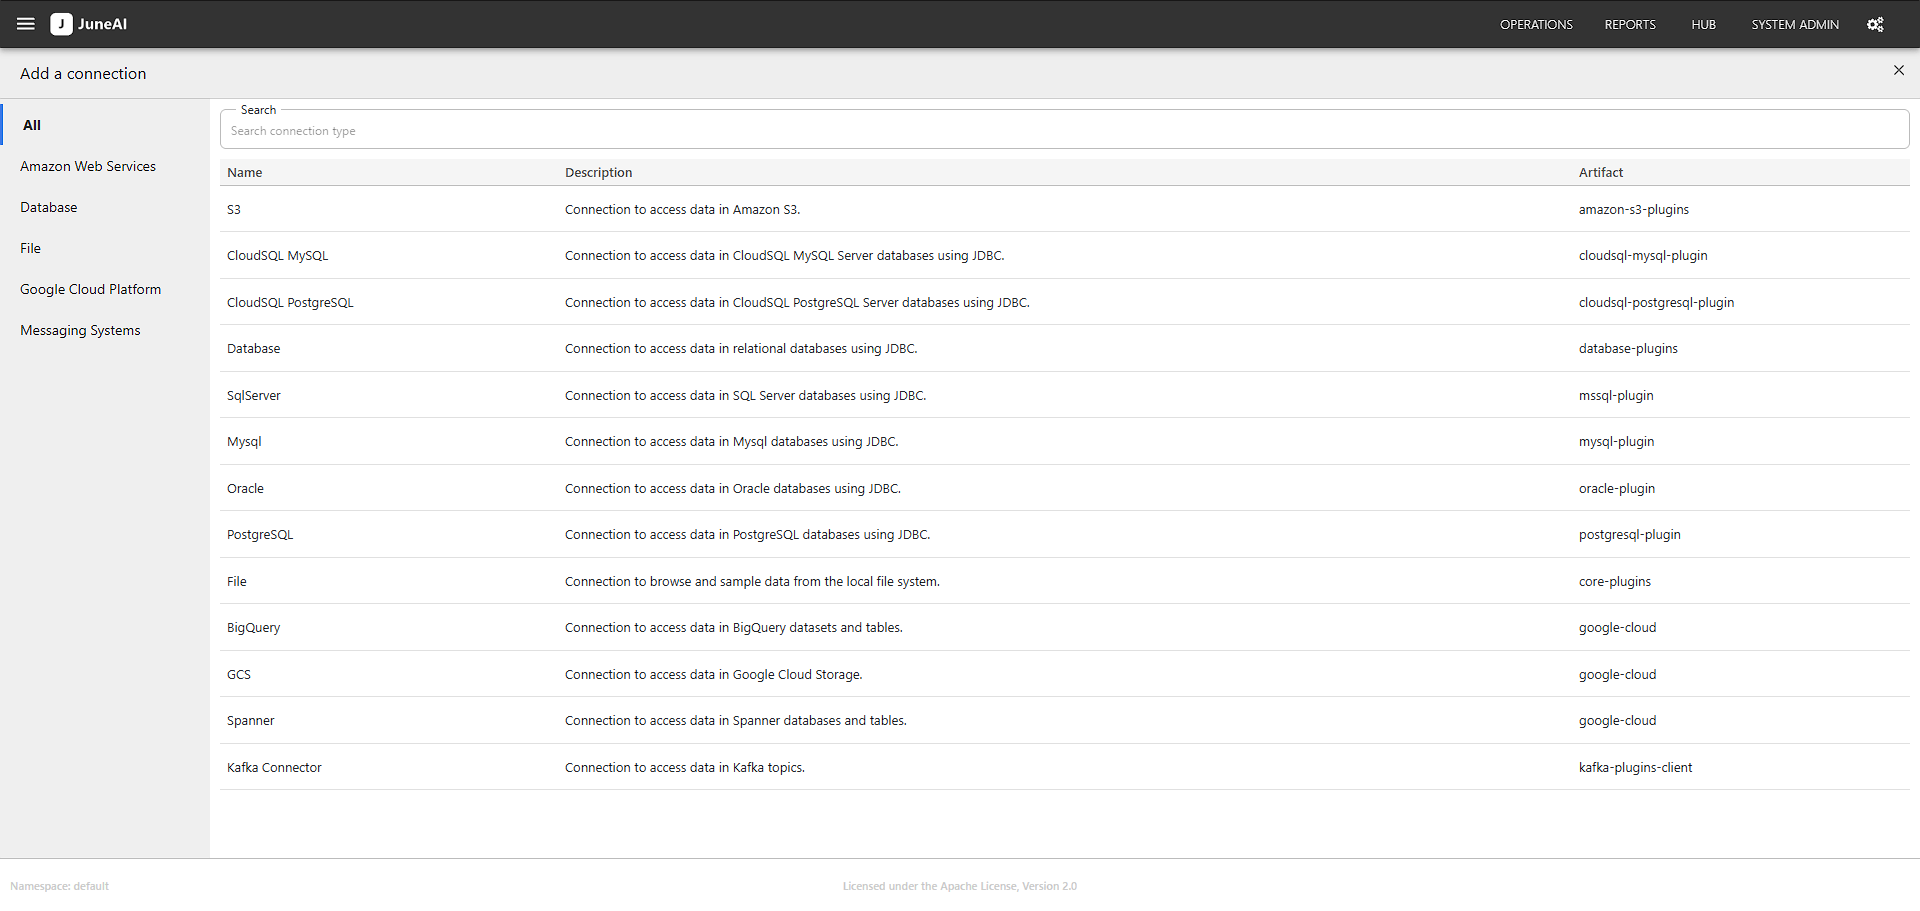 J JuneAI OPERATIONS REPORTS HUB SYSTEM ADMIN
Add a connection
All
Amazon Web Services
Database
File
Google Cloud Platform
Messaging Systems
Search
Search connection type
Name Description Artifact
S3 Connection to access data in Amazon S3. amazon-s3-plugins
CloudSQL MySQL Connection to access data in CloudSQL MySQL Server databases using JDBC. cloudsql-mysql-plugin
CloudSQL PostgreSQL Connection to access data in CloudSQL PostgreSQL Server databases using JDBC. cloudsql-postgresql-plugin
Database Connection to access data in relational databases using JDBC. database-plugins
SqlServer Connection to access data in SQL Server databases using JDBC. mssql-plugin
Mysql Connection to access data in Mysql databases using JDBC. mysql-plugin
Oracle Connection to access data in Oracle databases using JDBC. oracle-plugin
PostgreSQL Connection to access data in PostgreSQL databases using JDBC. postgresql-plugin
File Connection to browse and sample data from the local file system. core-plugins
BigQuery Connection to access data in BigQuery datasets and tables. google-cloud
GCS Connection to access data in Google Cloud Storage. google-cloud
Spanner Connection to access data in Spanner databases and tables. google-cloud
Kafka Connector Connection to access data in Kafka topics. kafka-plugins-client
Namespace: default Licensed under the Apache License, Version 2.0